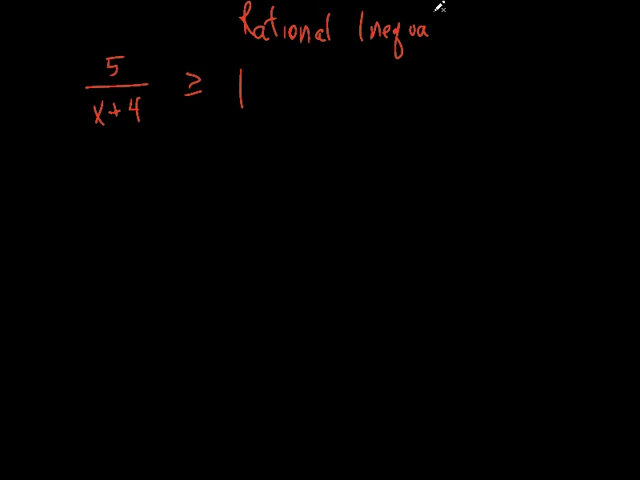 Rational Inequa
5/(x+4) ≥ 1